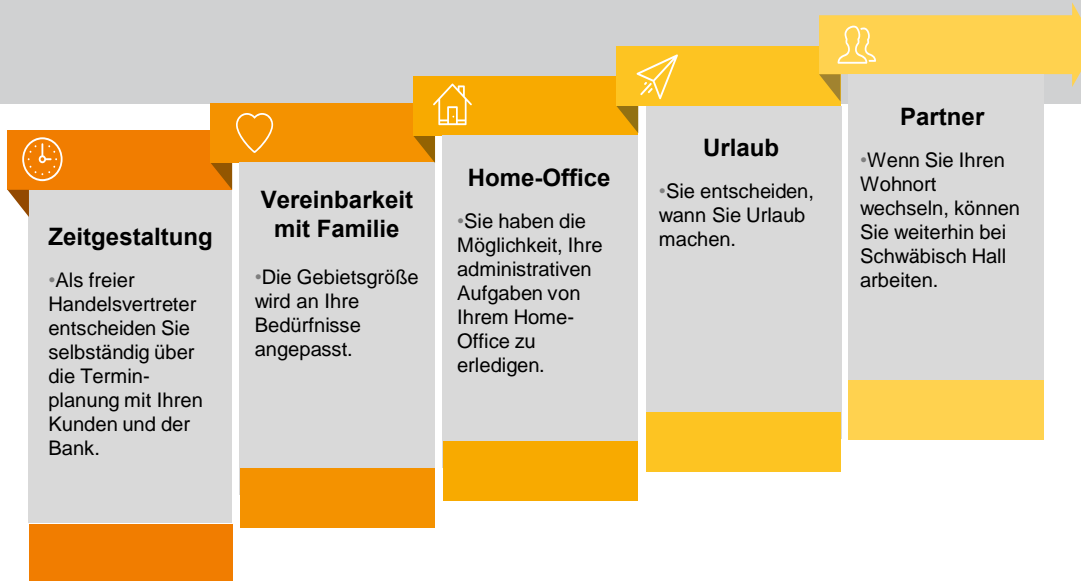 Zeitgestaltung
•Als freier
Handelsvertreter
entscheiden Sie
selbständig über
die Termin-
planung mit Ihren
Kunden und der
Bank.
Vereinbarkeit
mit Familie
•Die Gebietsgröße
wird an Ihre
Bedürfnisse
angepasst.
Home-Office
•Sie haben die
Möglichkeit, Ihre
administrativen
Aufgaben von
Ihrem Home-
Office zu
erledigen.
Urlaub
•Sie entscheiden,
wann Sie Urlaub
machen.
Partner
•Wenn Sie Ihren
Wohnort
wechseln, können
Sie weiterhin bei
Schwäbisch Hall
arbeiten.